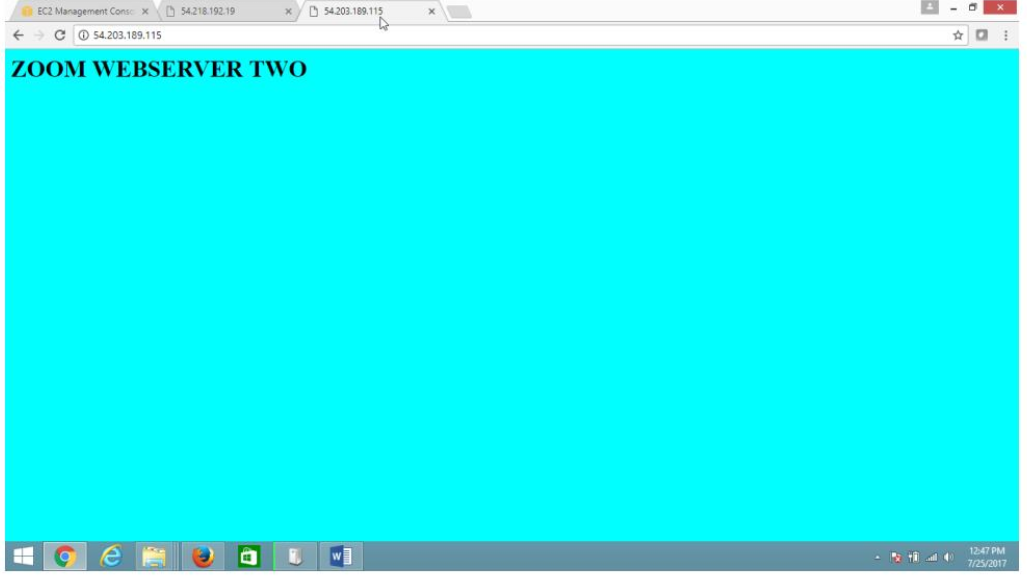 EC2 Management Conso
54.218.192.19
54.203.189.115
54.203.189.115
ZOOM WEBSERVER TWO
12:47 PM
7/25/2017